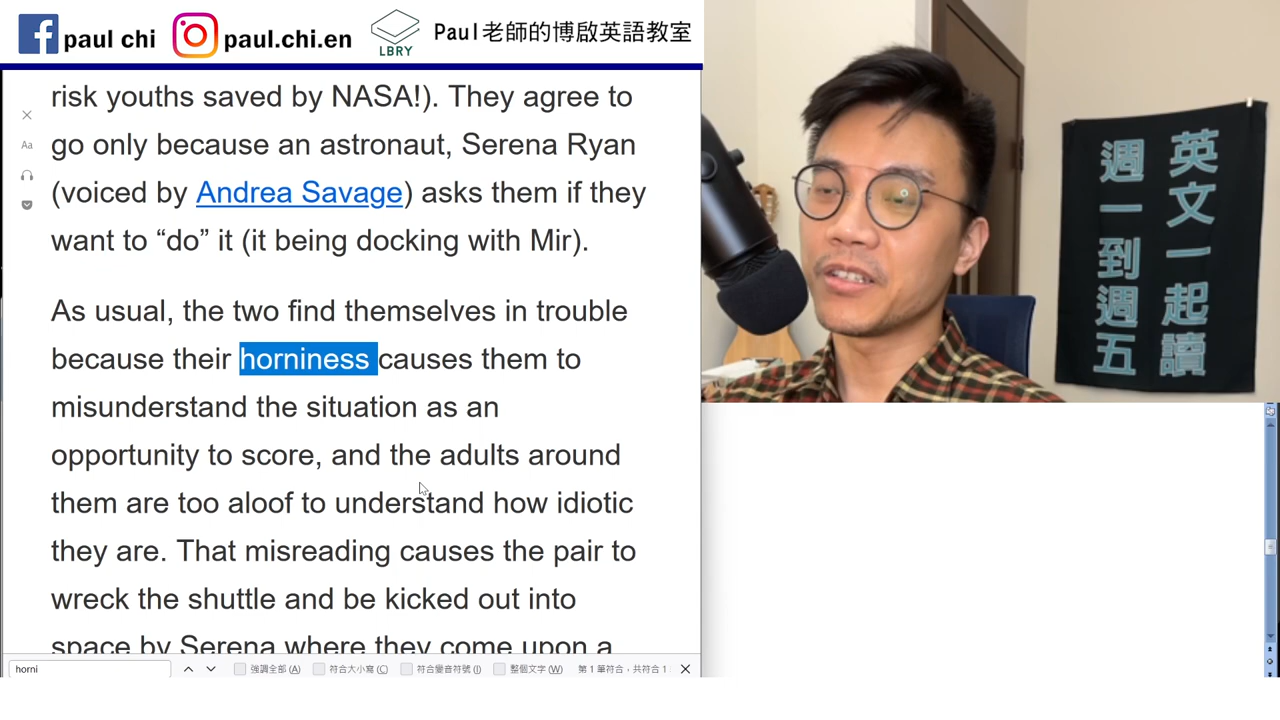 paul chi
paul.chi.en
LBRY
Paul老師的博啟英語教室
risk youths saved by NASA!). They agree to
go only because an astronaut, Serena Ryan
(voiced by Andrea Savage) asks them if they
want to “do” it (it being docking with Mir).
As usual, the two find themselves in trouble
because their horniness causes them to
misunderstand the situation as an
opportunity to score, and the adults around
them are too aloof to understand how idiotic
they are. That misreading causes the pair to
wreck the shuttle and be kicked out into
space by Serena where they come upon a
Aa
horni
強調全部 (A)
符合大小寫 (C)
符合變音符號 (I)
整個文字 (W)
第 1 筆符合，共符合 1
英文一起讀
週一到週五